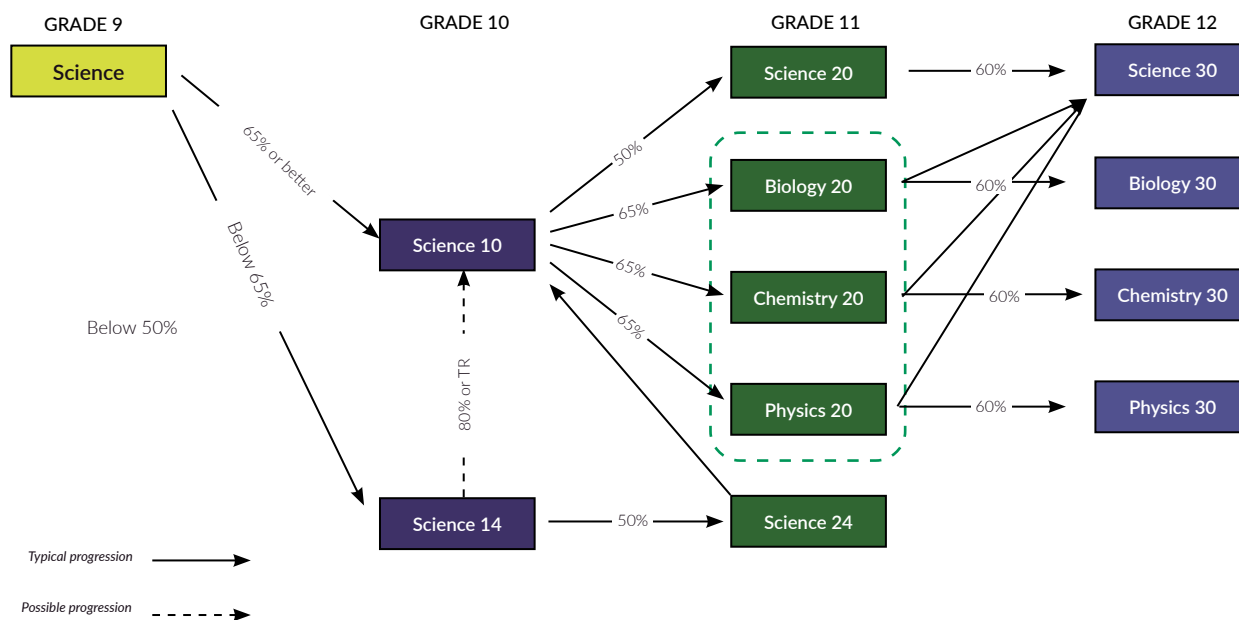 GRADE 9
GRADE 10
GRADE 11
GRADE 12
Science
Science 20
60%
Science 30
65% or better
50%
Biology 20
60%
Biology 30
65%
Science 10
Below 65%
65%
Chemistry 20
60%
Chemistry 30
Below 50%
65%
80% or TR
Physics 20
60%
Physics 30
Science 14
50%
Science 24
Typical progression
Possible progression